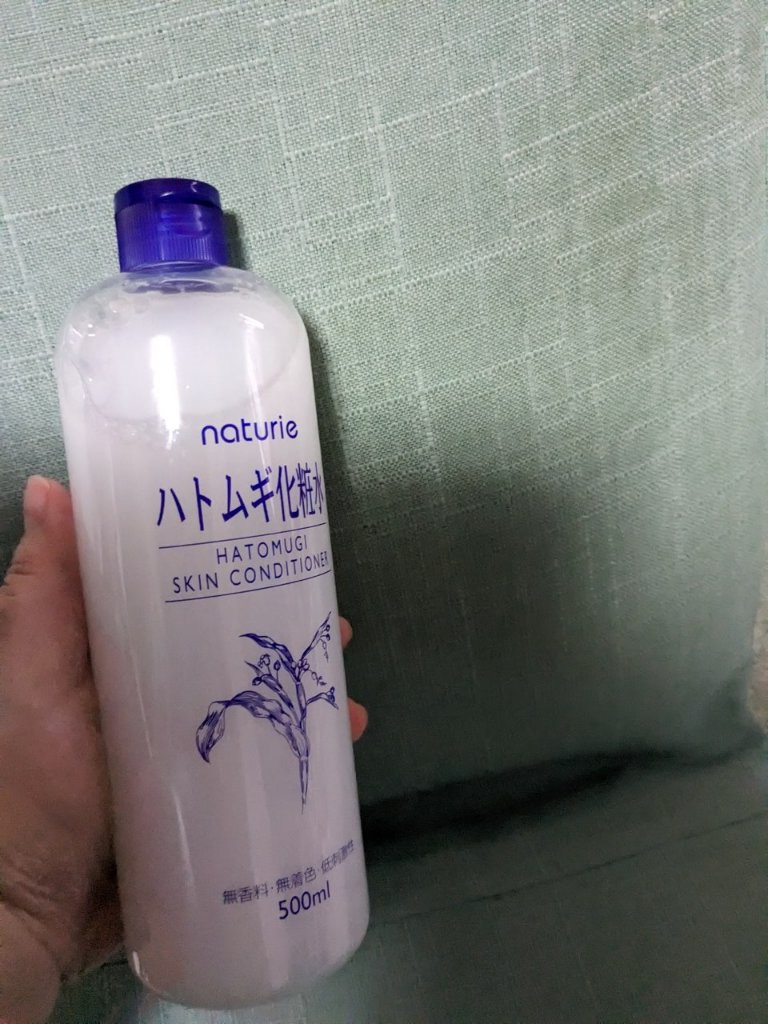 naturie
ハトムギ化粧水
HATOMUGI
SKIN CONDITIONER
無香料・無着色・低刺激性
500ml